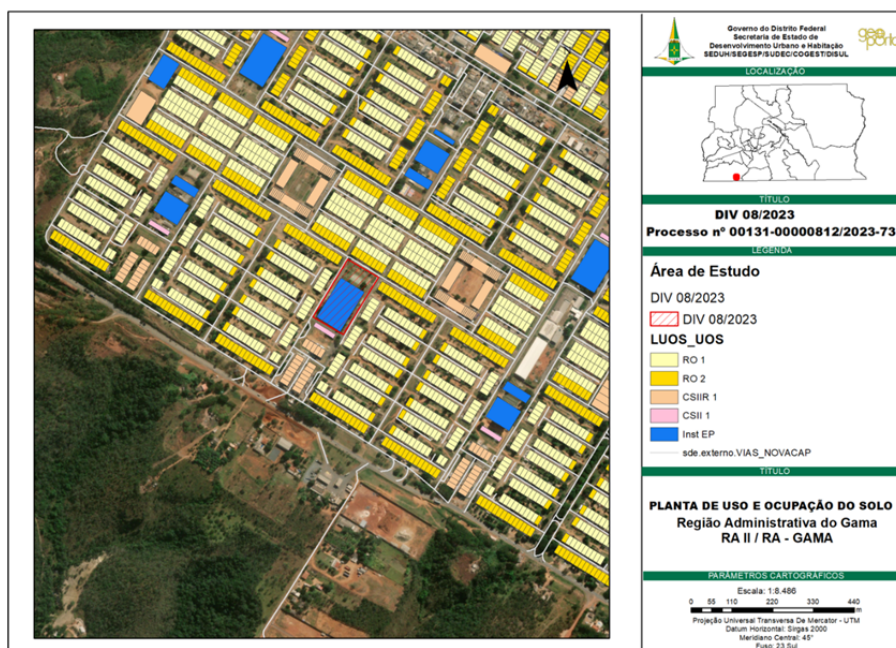 Governo do Distrito Federal
Secretaria de Estado de
Desenvolvimento Urbano e Habitação
SEDUH/SEGESP/SUDEC/COGEST/DISUL
LOCALIZAÇÃO
TÍTULO
DIV 08/2023
Processo nº 00131-00000812/2023-73
LEGENDA
Área de Estudo
DIV 08/2023
DIV 08/2023
LUOS_UOS
RO 1
RO 2
CSIIR 1
CSII 1
Inst EP
sde.externo.VIAS_NOVACAP
TÍTULO
PLANTA DE USO E OCUPAÇÃO DO SOLO
Região Administrativa do Gama
RA II / RA - GAMA
PARÂMETROS CARTOGRÁFICOS
Escala: 1:8.486
0 55 110 220 330 440
m
Projeção Universal Transversa De Mercator - UTM
Datum Horizontal: Sirgas 2000
Meridiano Central: 45°
Fuso: 23 Sul